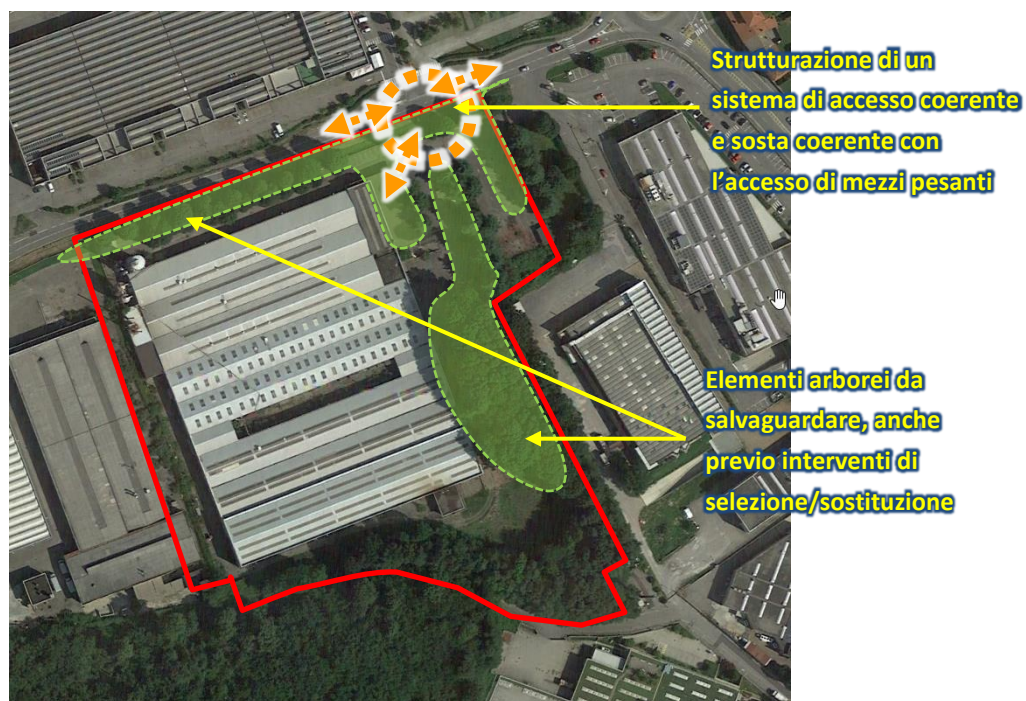 Strutturazione di un
sistema di accesso coerente
e sosta coerente con
l'accesso di mezzi pesanti
Elementi arborei da
salvaguardare, anche
previo interventi di
selezione/sostituzione